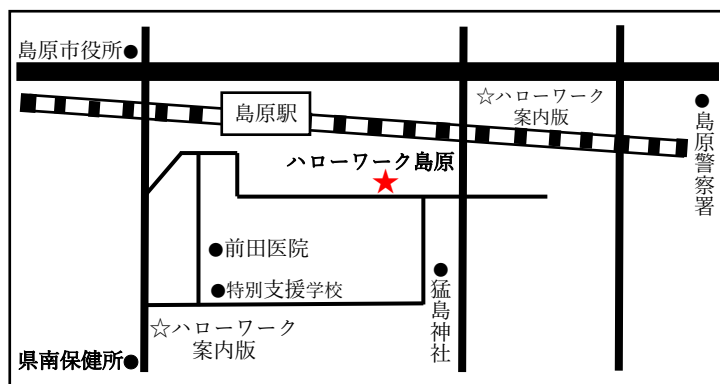 島原市役所●
☆ハローワーク
案内版
島原駅
●島原警察署
ハローワーク島原
●前田医院
●特別支援学校
●猛島神社
☆ハローワーク
案内版
県南保健所●